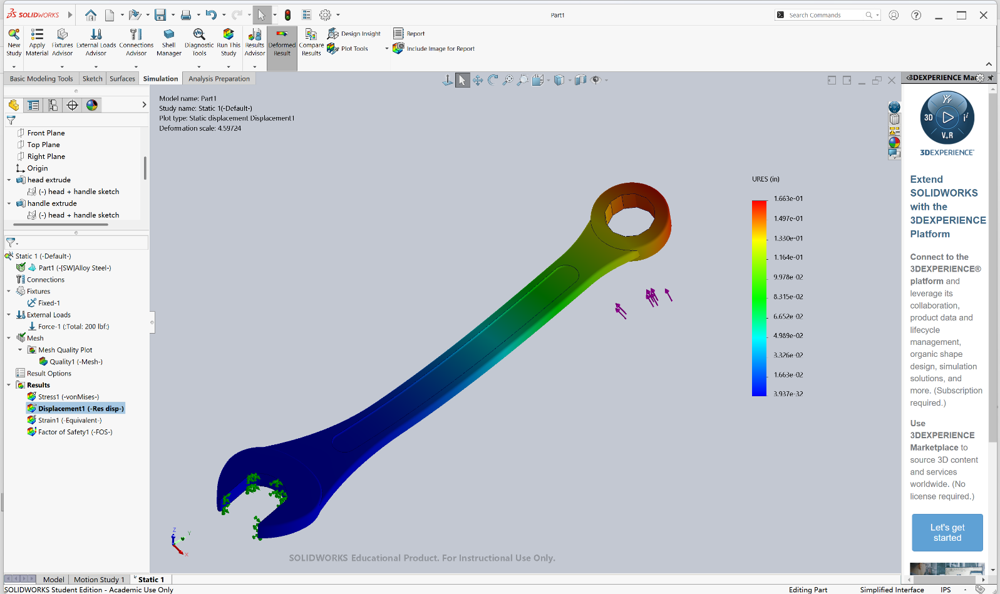 SOLIDWORKS
Part1
Search Commands
New Study
Apply Material
Fixtures Advisor
External Loads Advisor
Connections Advisor
Shell Manager
Diagnostic Tools
Run This Study
Results Advisor
Deformed Result
Compare Results
Design Insight
Plot Tools
Report
Include Image for Report
Basic Modeling Tools
Sketch
Surfaces
Simulation
Analysis Preparation
Front Plane
Top Plane
Right Plane
Origin
head extrude
(-) head + handle sketch
handle extrude
(-) head + handle sketch
Static 1 (-Default-)
Part1 (-[SW]Alloy Steel-)
Connections
Fixtures
Fixed-1
External Loads
Force-1 (:Total: 200 lbf:)
Mesh
Mesh Quality Plot
Quality1 (-Mesh-)
Result Options
Results
Stress1 (-vonMises-)
Displacement1 (-Res disp-)
Strain1 (-Equivalent-)
Factor of Safety1 (-FOS-)
Model name: Part1
Study name: Static 1(-Default-)
Plot type: Static displacement Displacement1
Deformation scale: 4.59724
URES (in)
1.663e-01
1.497e-01
1.330e-01
1.164e-01
9.978e-02
8.315e-02
6.652e-02
4.989e-02
3.326e-02
1.663e-02
3.937e-32
Z
Y
X
SOLIDWORKS Educational Product. For Instructional Use Only.
3DEXPERIENCE Mar
3D
V+R
3DEXPERIENCE
Extend
SOLIDWORKS
with the
3DEXPERIENCE
Platform
Connect to the
3DEXPERIENCE®
platform and
leverage its
collaboration,
product data and
lifecycle
management,
organic shape
design, simulation
solutions, and
more. (Subscription
required.)
Use
3DEXPERIENCE
Marketplace to
source 3D content
and services
worldwide. (No
license required.)
Let's get
started
Model
Motion Study 1
Static 1
SOLIDWORKS Student Edition - Academic Use Only
Editing Part
Simplified Interface
IPS